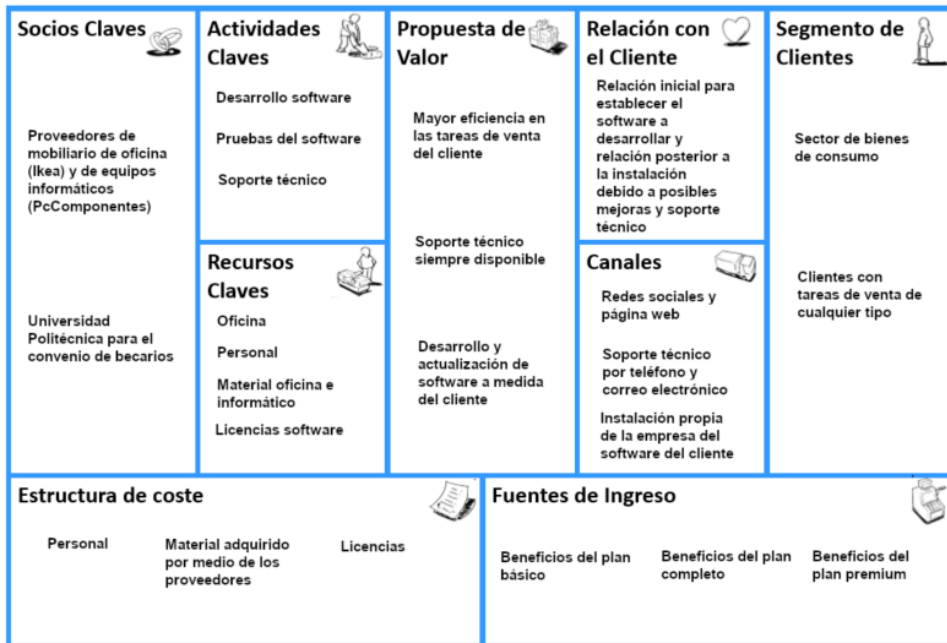 Socios Claves
Proveedores de
mobiliario de oficina
(Ikea) y de equipos
informáticos
(PcComponentes)
Universidad
Politécnica para el
convenio de becarios
Actividades
Claves
Desarrollo software
Pruebas del software
Soporte técnico
Recursos
Claves
Oficina
Personal
Material oficina e
informático
Licencias software
Propuesta de
Valor
Mayor eficiencia en
las tareas de venta
del cliente
Soporte técnico
siempre disponible
Desarrollo y
actualización de
software a medida
del cliente
Relación con
el Cliente
Relación inicial para
establecer el
software a
desarrollar y
relación posterior a
la instalación
debido a posibles
mejoras y soporte
técnico
Canales
Redes sociales y
página web
Soporte técnico
por teléfono y
correo electrónico
Instalación propia
de la empresa del
software del cliente
Segmento de
Clientes
Sector de bienes
de consumo
Clientes con
tareas de venta de
cualquier tipo
Estructura de coste
Personal
Material adquirido
por medio de los
proveedores
Licencias
Fuentes de Ingreso
Beneficios del plan
básico
Beneficios del plan
completo
Beneficios del
plan premium